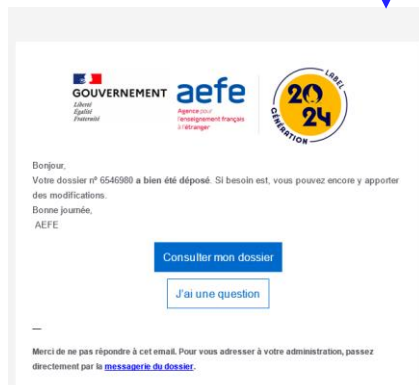 GOUVERNEMENT
Liberté
Égalité
Fraternité
aefe
Agence pour
l'enseignement français
à l'étranger
LABEL
2024
GÉNÉRATION
Bonjour,
Votre dossier nº 6546980 a bien été déposé. Si besoin est, vous pouvez encore y apporter
des modifications.
Bonne journée,
AEFE
Consulter mon dossier
J'ai une question
—
Merci de ne pas répondre à cet email. Pour vous adresser à votre administration, passez
directement par la messagerie du dossier.